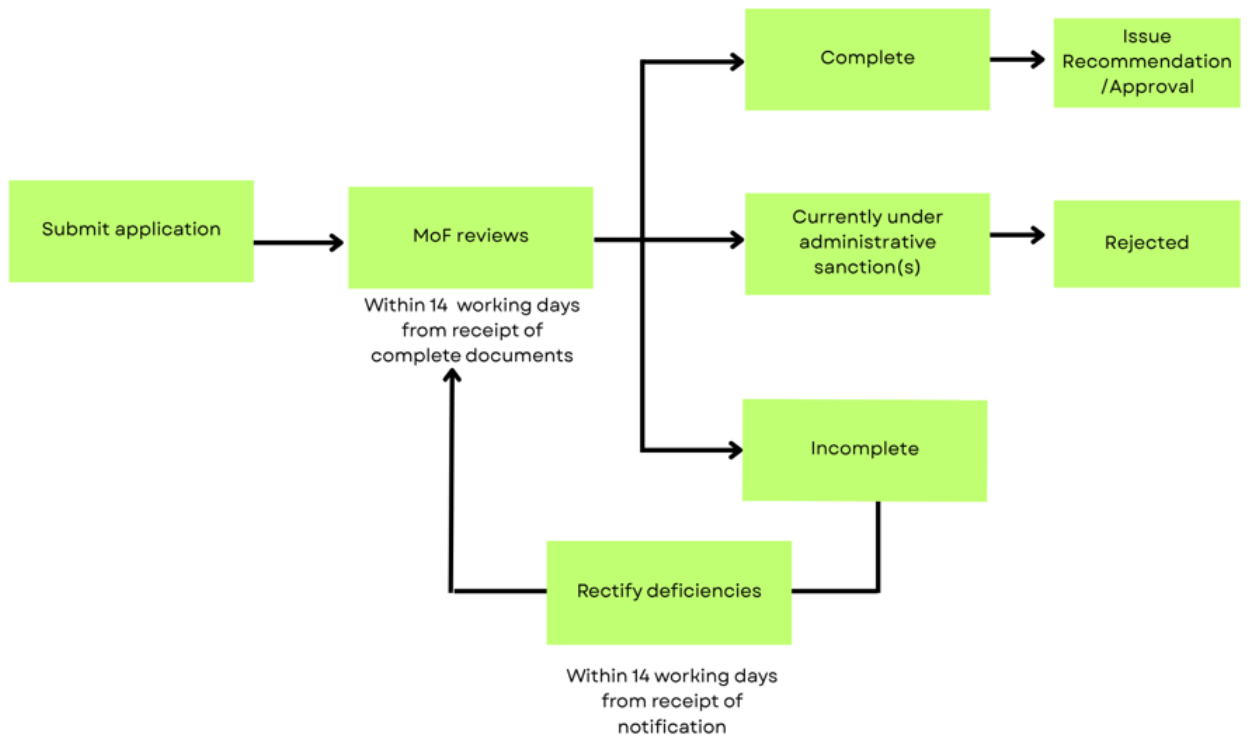 Complete
Issue
Recommendation
/Approval
Submit application
MoF reviews
Within 14 working days
from receipt of
complete documents
Currently under
administrative
sanction(s)
Rejected
Incomplete
Rectify deficiencies
Within 14 working days
from receipt of
notification